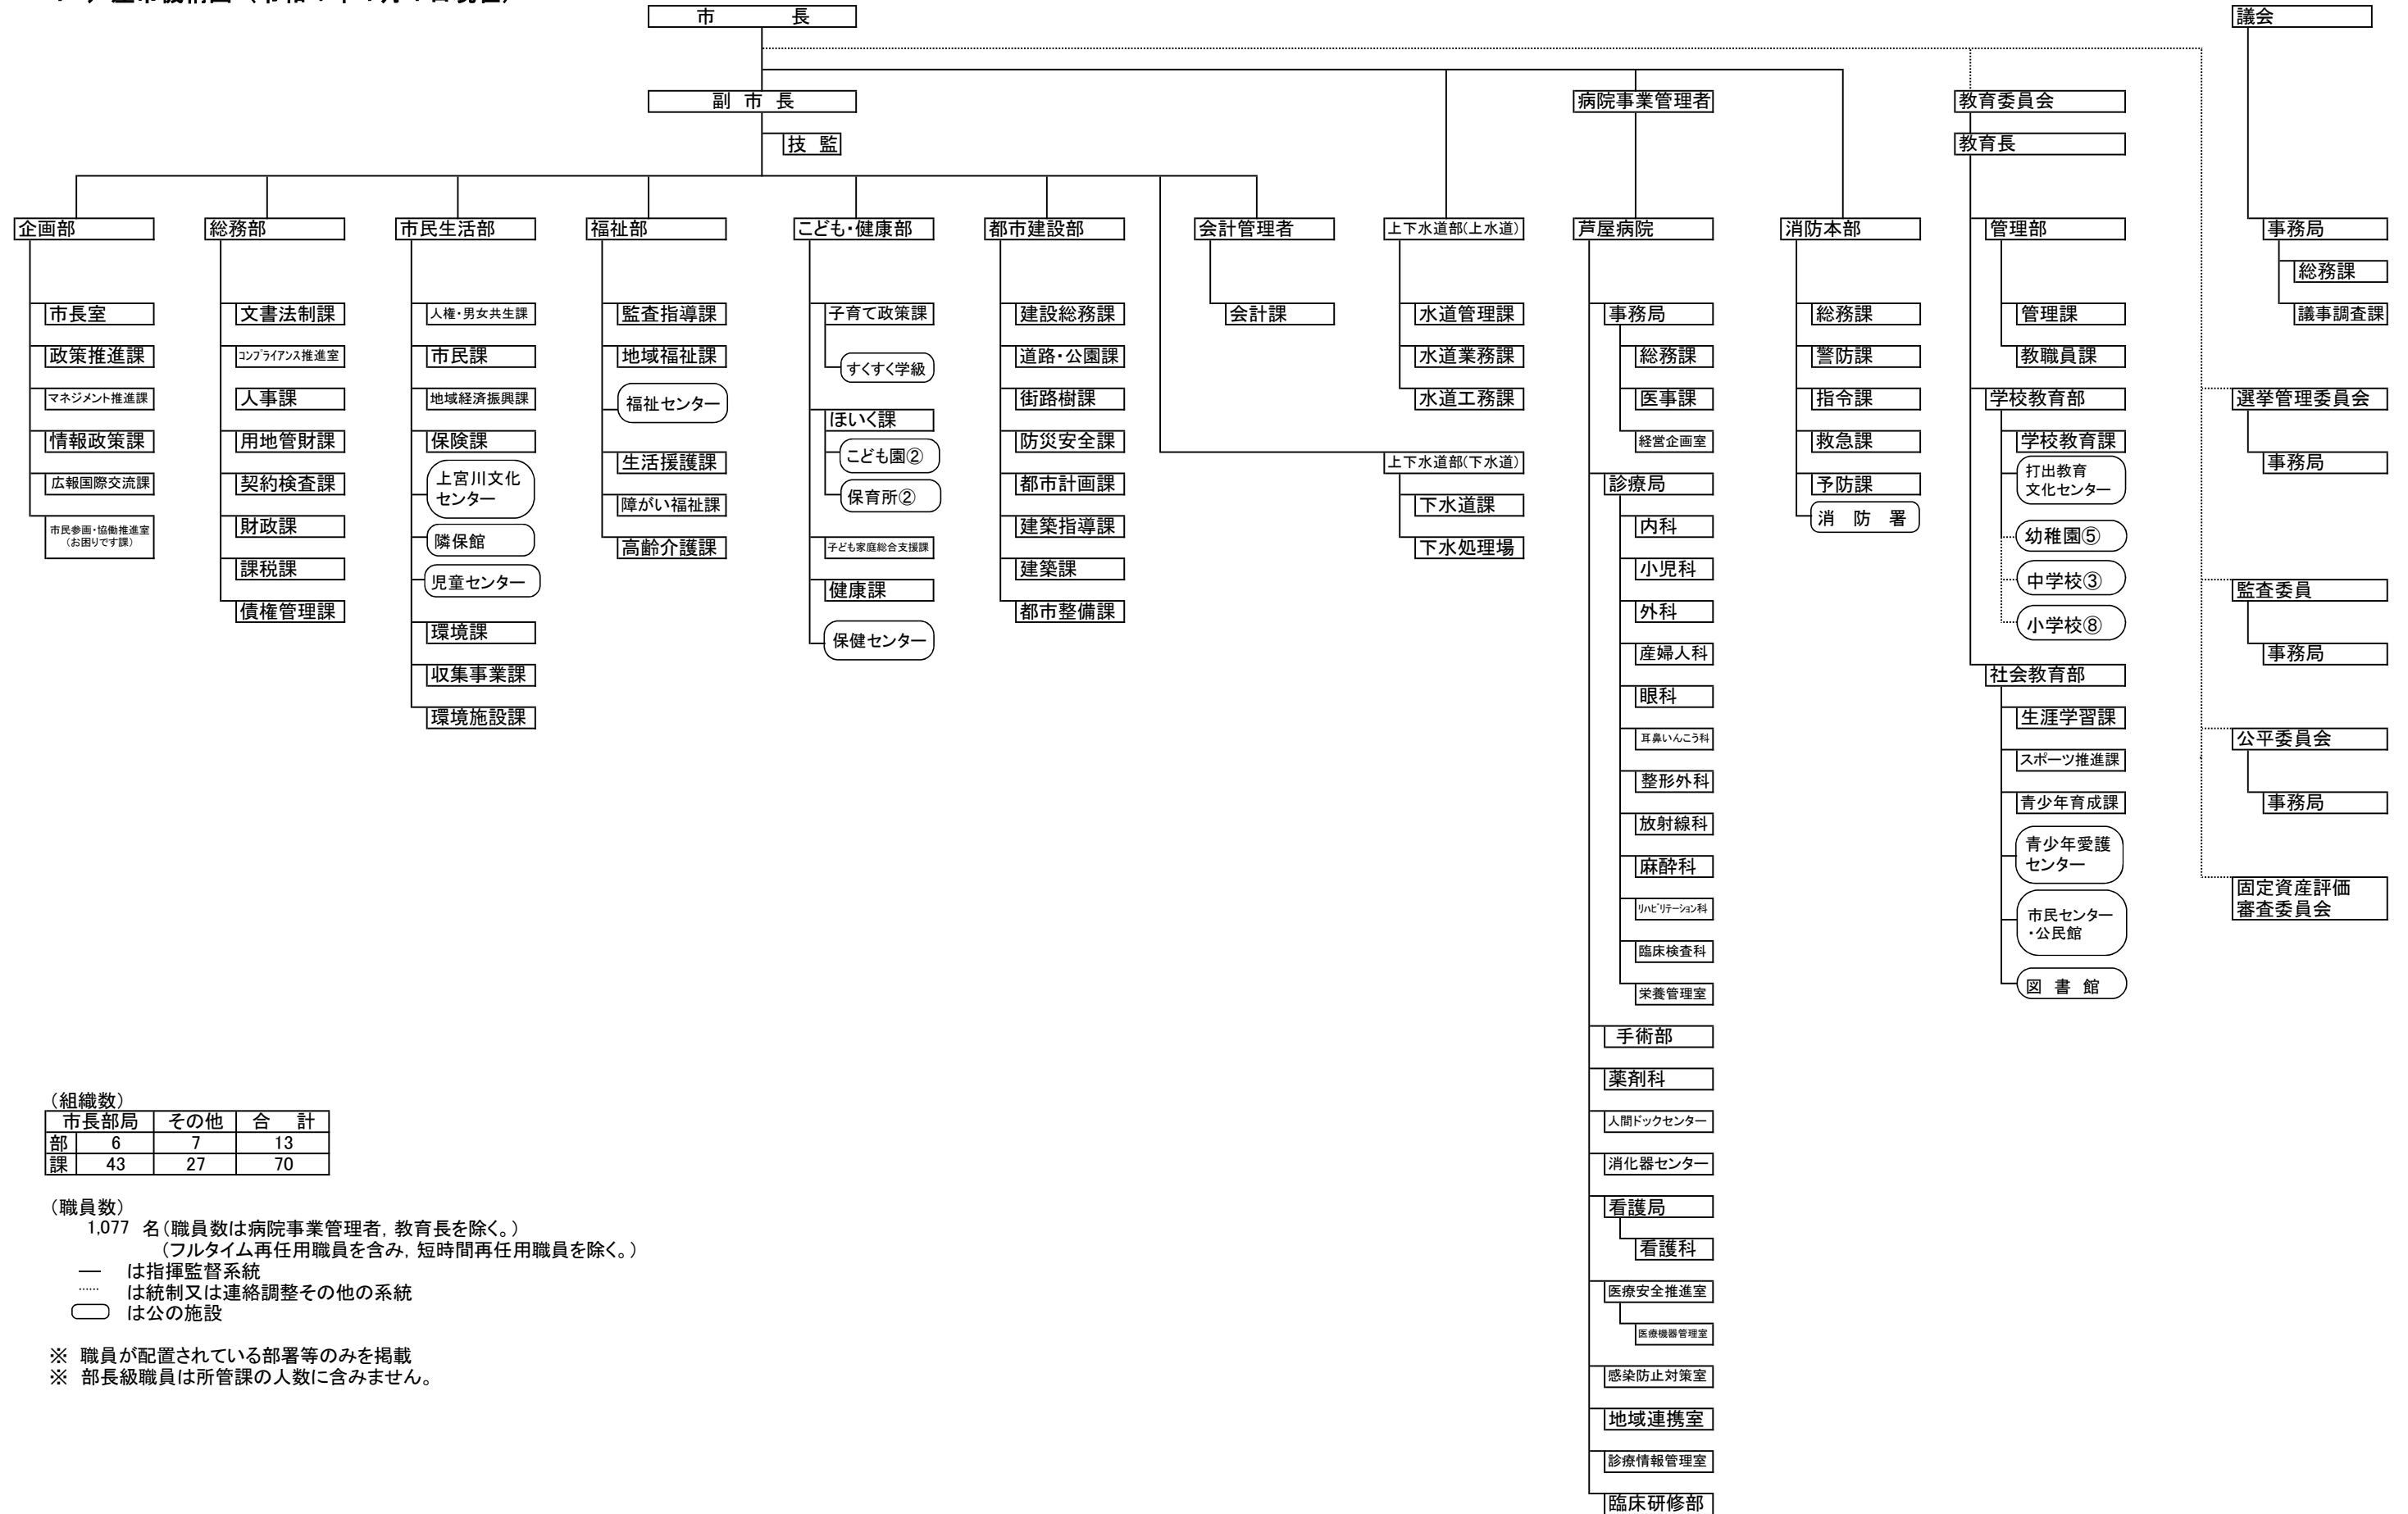 市　長
議会
副 市 長
病院事業管理者
教育委員会
技 監
教育長
企画部
総務部
市民生活部
福祉部
こども・健康部
都市建設部
会計管理者
上下水道部(上水道)
芦屋病院
消防本部
管理部
事務局
総務課
市長室
政策推進課
マネジメント推進課
情報政策課
広報国際交流課
市民参画・協働推進室
(お困りです課)
文書法制課
コンプライアンス推進室
人事課
用地管財課
契約検査課
財政課
課税課
債権管理課
人権・男女共生課
市民課
地域経済振興課
保険課
上宮川文化
センター
隣保館
児童センター
環境課
収集事業課
環境施設課
監査指導課
地域福祉課
福祉センター
生活援護課
障がい福祉課
高齢介護課
子育て政策課
すくすく学級
ほいく課
こども園②
保育所②
子ども家庭総合支援課
健康課
保健センター
建設総務課
道路・公園課
街路樹課
防災安全課
都市計画課
建築指導課
建築課
都市整備課
会計課
水道管理課
水道業務課
水道工務課
上下水道部(下水道)
下水道課
下水処理場
事務局
総務課
医事課
経営企画室
診療局
内科
小児科
外科
産婦人科
眼科
耳鼻いんこう科
整形外科
放射線科
麻酔科
リハビリテーション科
臨床検査科
栄養管理室
手術部
薬剤科
人間ドックセンター
消化器センター
看護局
看護科
医療安全推進室
医療機器管理室
感染防止対策室
地域連携室
診療情報管理室
臨床研修部
総務課
警防課
指令課
救急課
予防課
消 防 署
管理課
教職員課
学校教育部
学校教育課
打出教育
文化センター
幼稚園⑤
中学校③
小学校⑧
社会教育部
生涯学習課
スポーツ推進課
青少年育成課
青少年愛護
センター
市民センター
・公民館
図 書 館
議事調査課
選挙管理委員会
事務局
監査委員
事務局
公平委員会
事務局
固定資産評価
審査委員会
(組織数)
市長部局 その他 合 計
部 6 7 13
課 43 27 70
(職員数)
1,077 名(職員数は病院事業管理者, 教育長を除く。)
(フルタイム再任用職員を含み, 短時間再任用職員を除く。)
― は指揮監督系統
…… は統制又は連絡調整その他の系統
は公の施設
※ 職員が配置されている部署等のみを掲載
※ 部長級職員は所管課の人数に含みません。